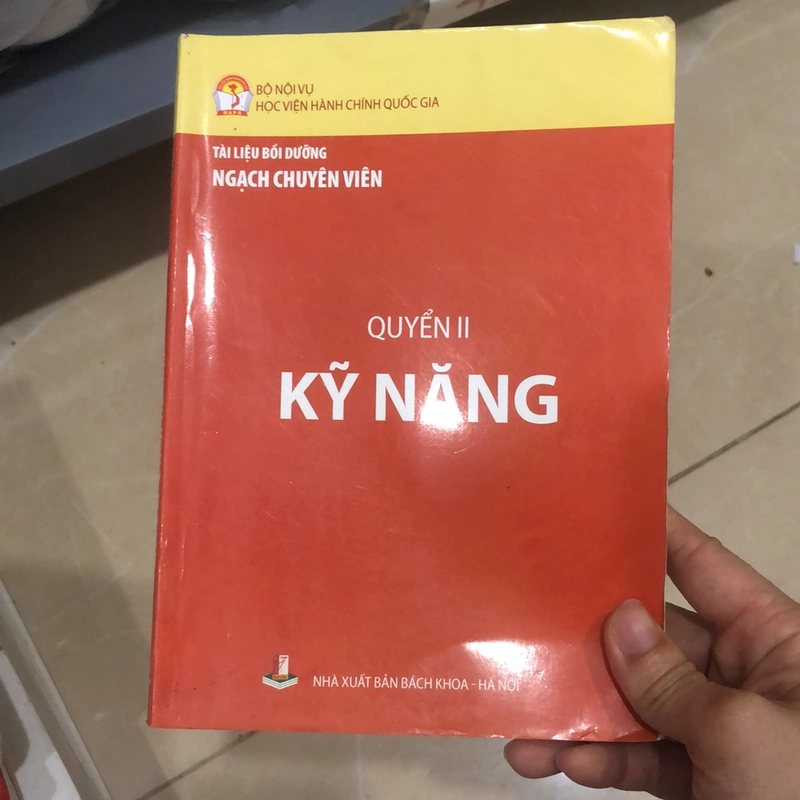 BỘ NỘI VỤ
HỌC VIỆN HÀNH CHÍNH QUỐC GIA
TÀI LIỆU BỒI DƯỠNG
NGẠCH CHUYÊN VIÊN
QUYỂN II
KỸ NĂNG
NHÀ XUẤT BẢN BÁCH KHOA - HÀ NỘI